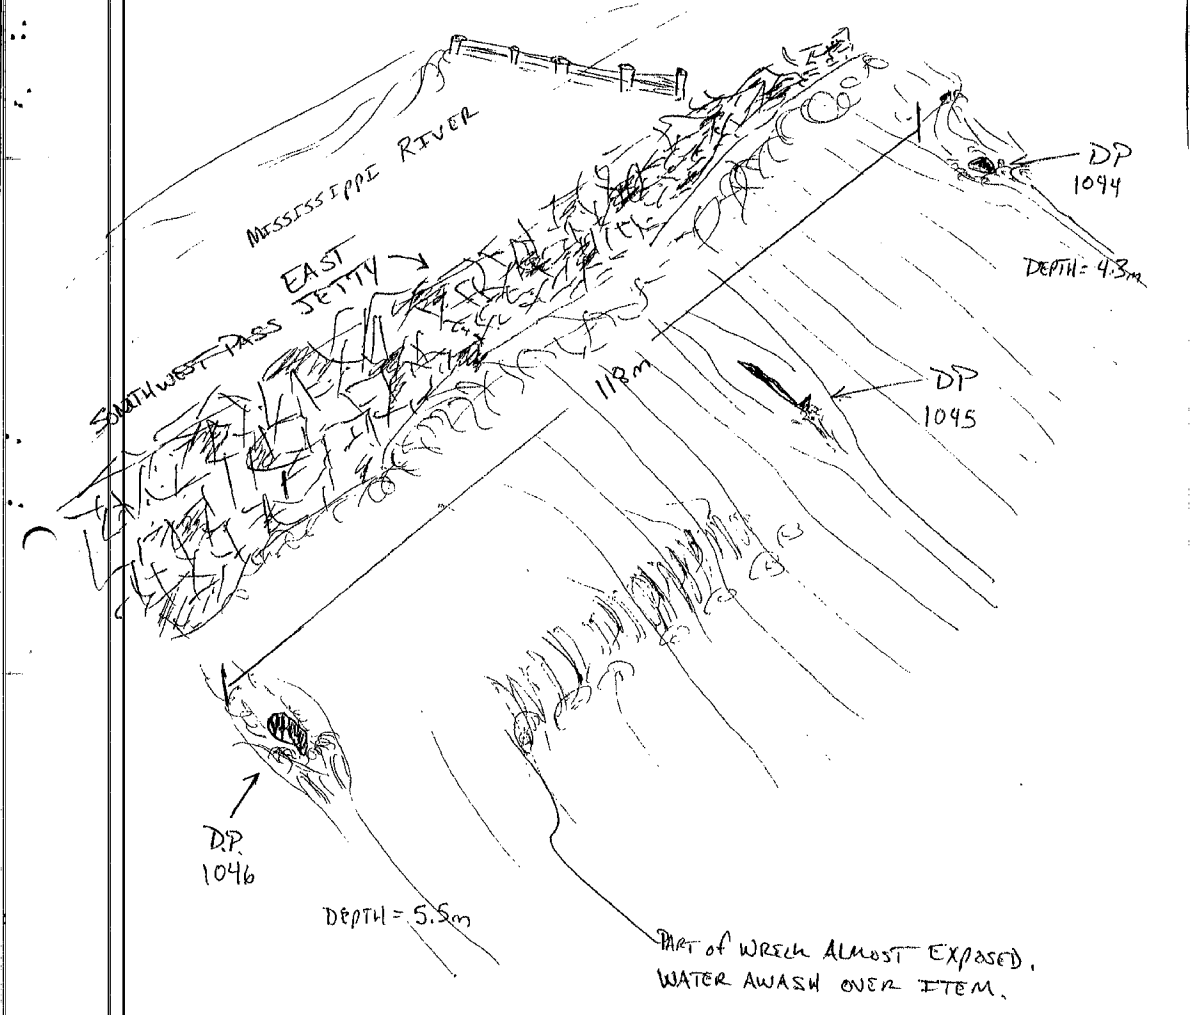 MISSISSIPPI RIVER
EAST
JETTY
SOUTHWEST PASS
DP
1044
DEPTH = 4.3m
118m
DP
1045
D.P.
1046
DEPTH = 5.5m
PART OF WRECK ALMOST EXPOSED.
WATER AWASH OVER ITEM.